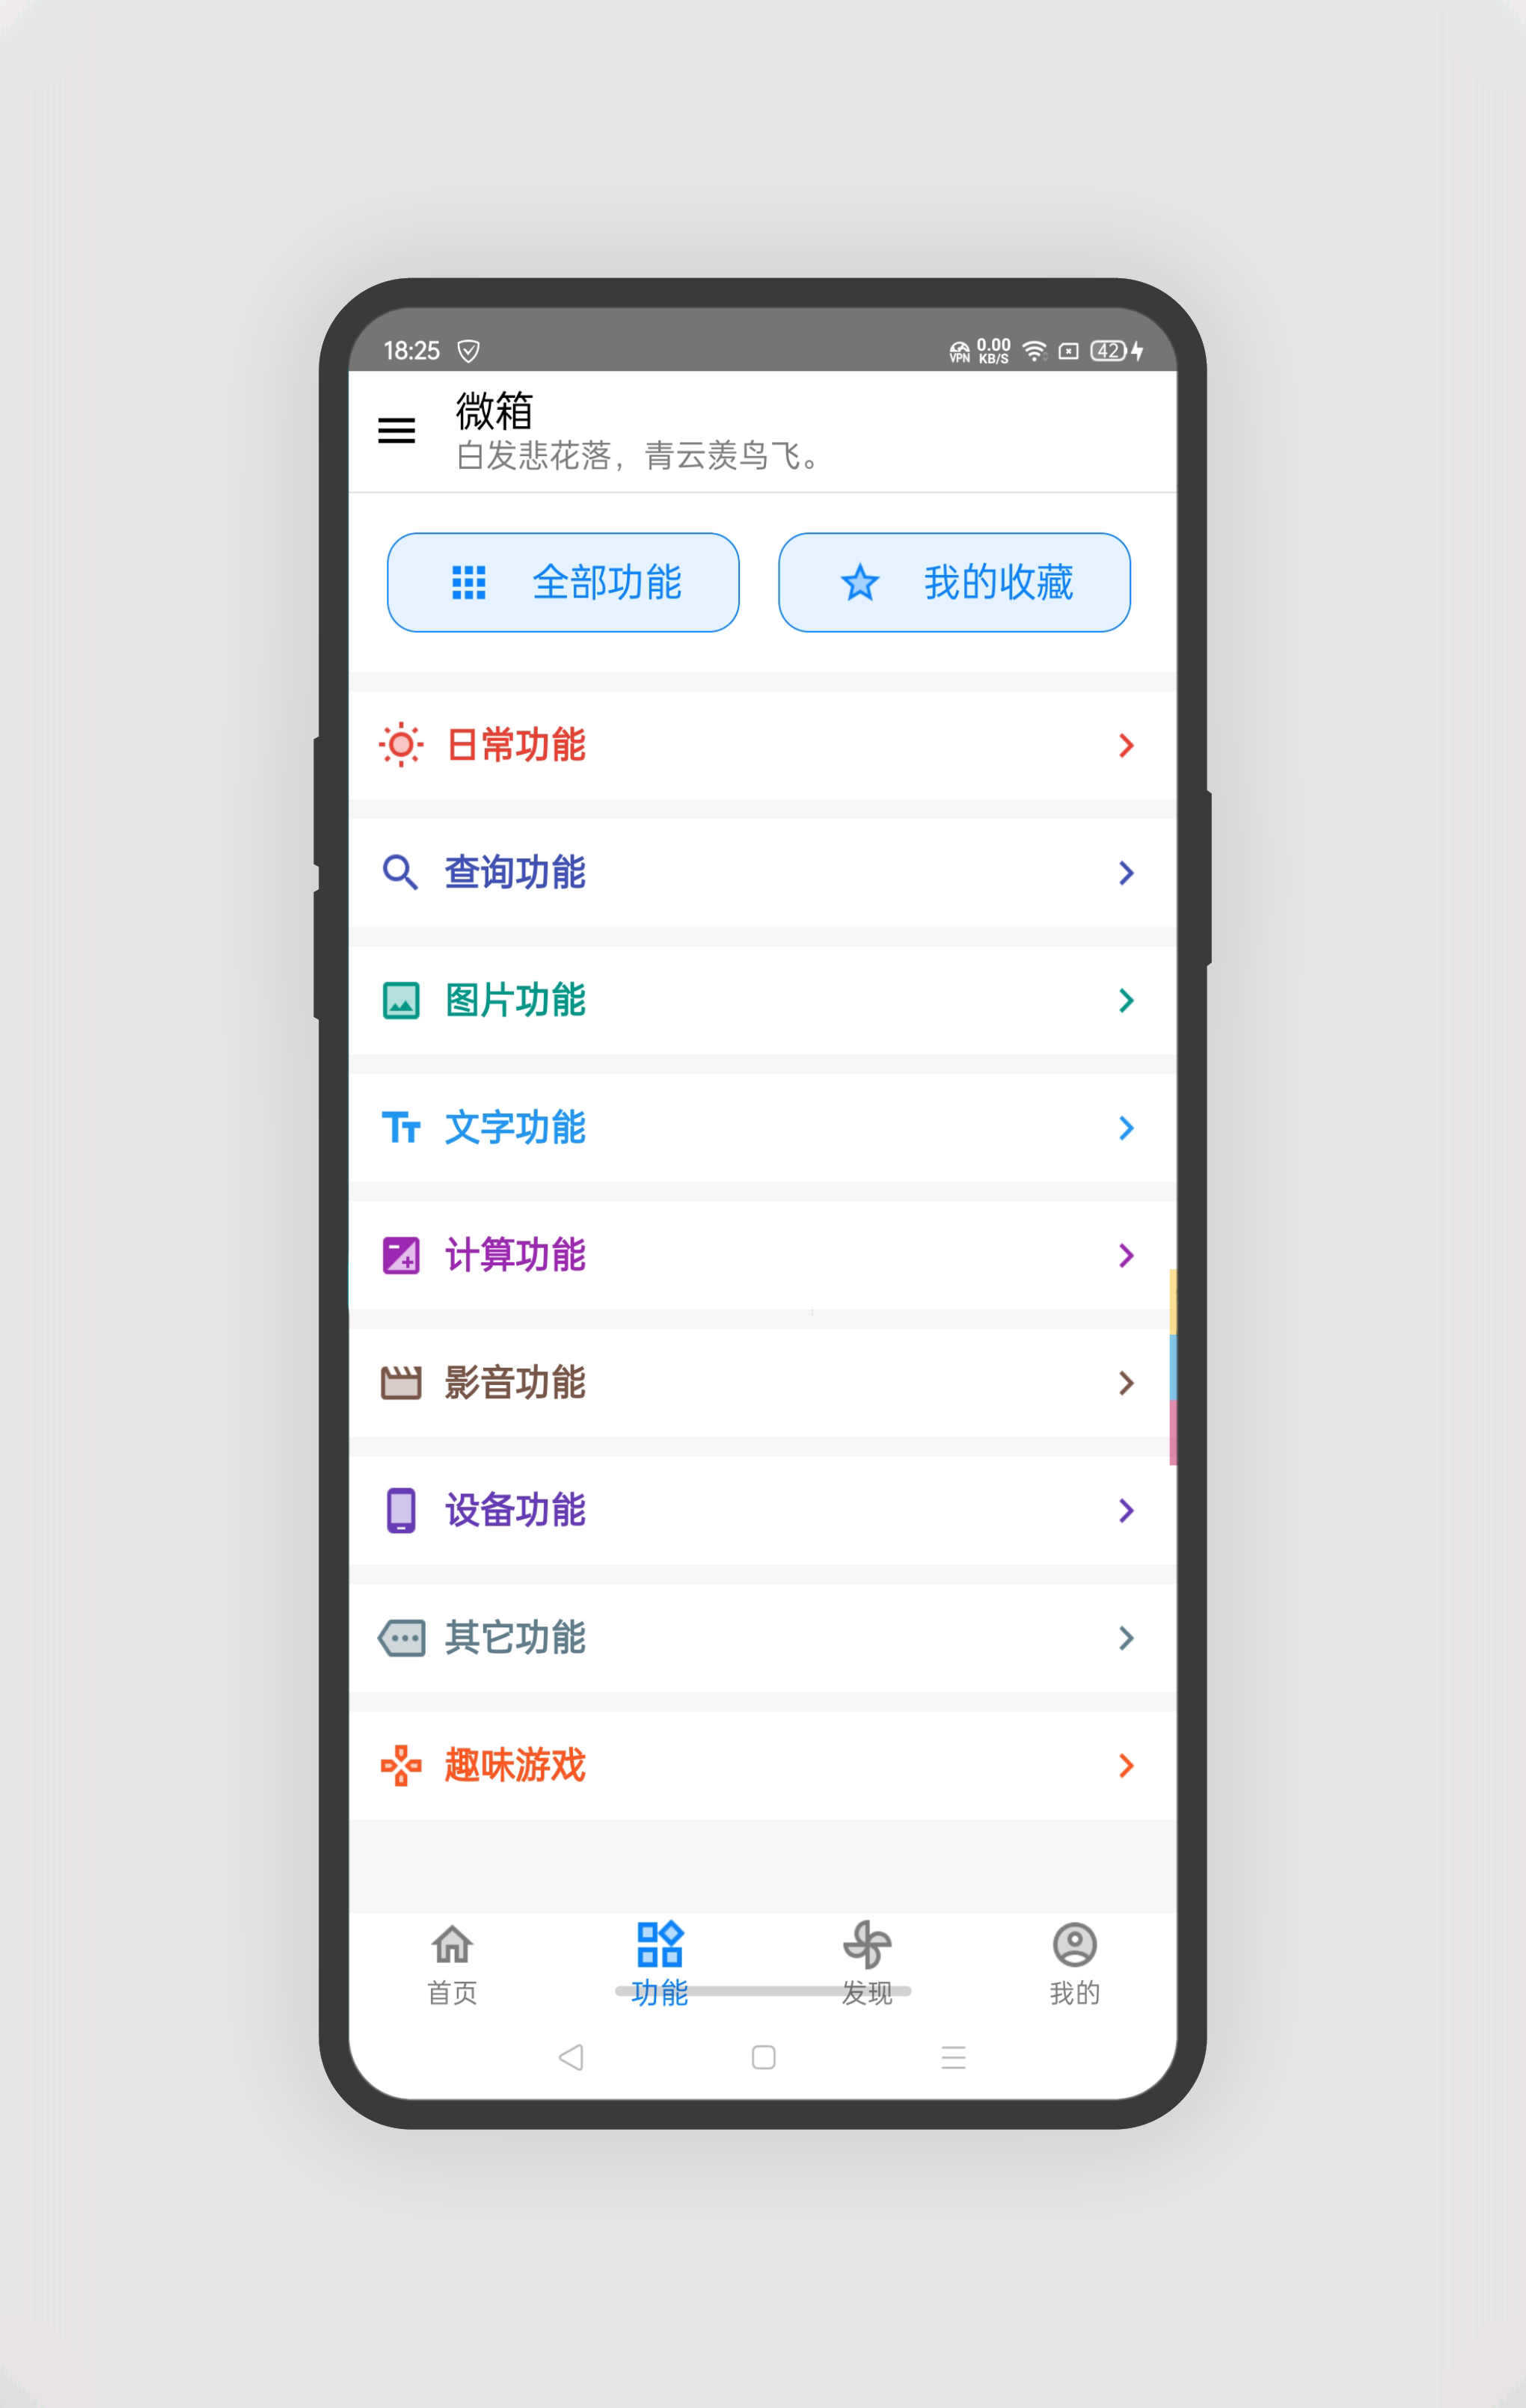 18:25 VPN 0.00 KB/S 42
微箱
白发悲花落，青云羡鸟飞。
全部功能 我的收藏
日常功能
查询功能
图片功能
Tт 文字功能
计算功能
影音功能
设备功能
其它功能
趣味游戏
首页 功能 发现 我的